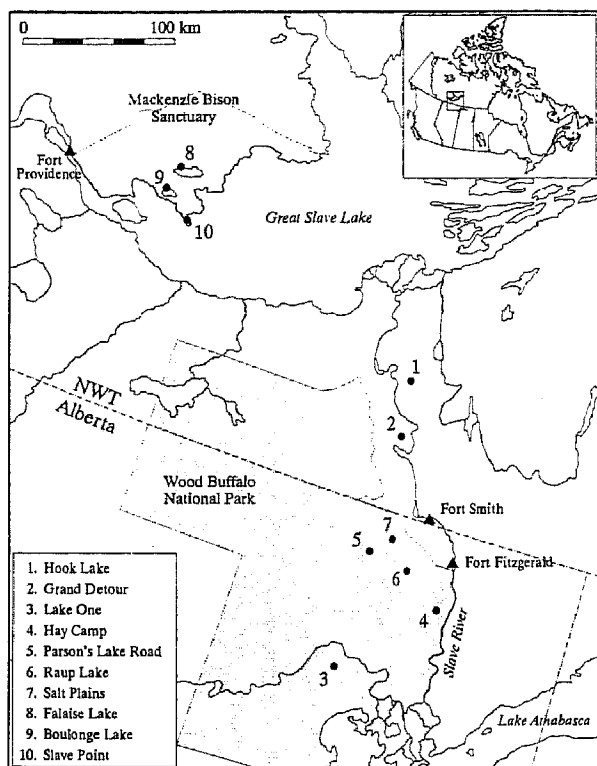 0 100 km
Mackenzie Bison
Sanctuary
Fort
Providence
8
9
10
Great Slave Lake
1
NWT
Alberta
2
Wood Buffalo
National Park
Fort Smith
7
5
Fort Fitzgerald
6
4
Slave River
3
Lake Athabasca
1. Hook Lake
2. Grand Detour
3. Lake One
4. Hay Camp
5. Parson's Lake Road
6. Raup Lake
7. Salt Plains
8. Falaise Lake
9. Boulonge Lake
10. Slave Point